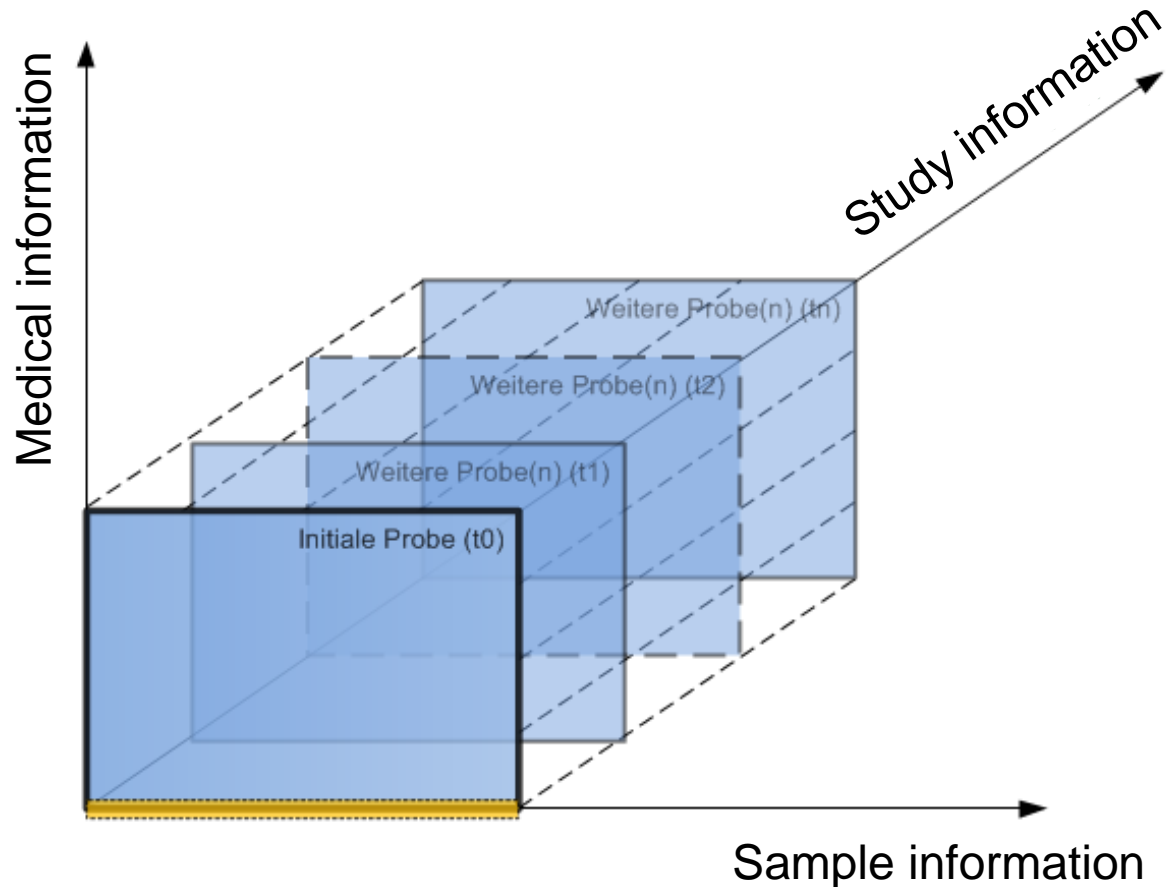 Medical information
Study information
Weitere Probe(n) (tn)
Weitere Probe(n) (t2)
Weitere Probe(n) (t1)
Initiale Probe (t0)
Sample information